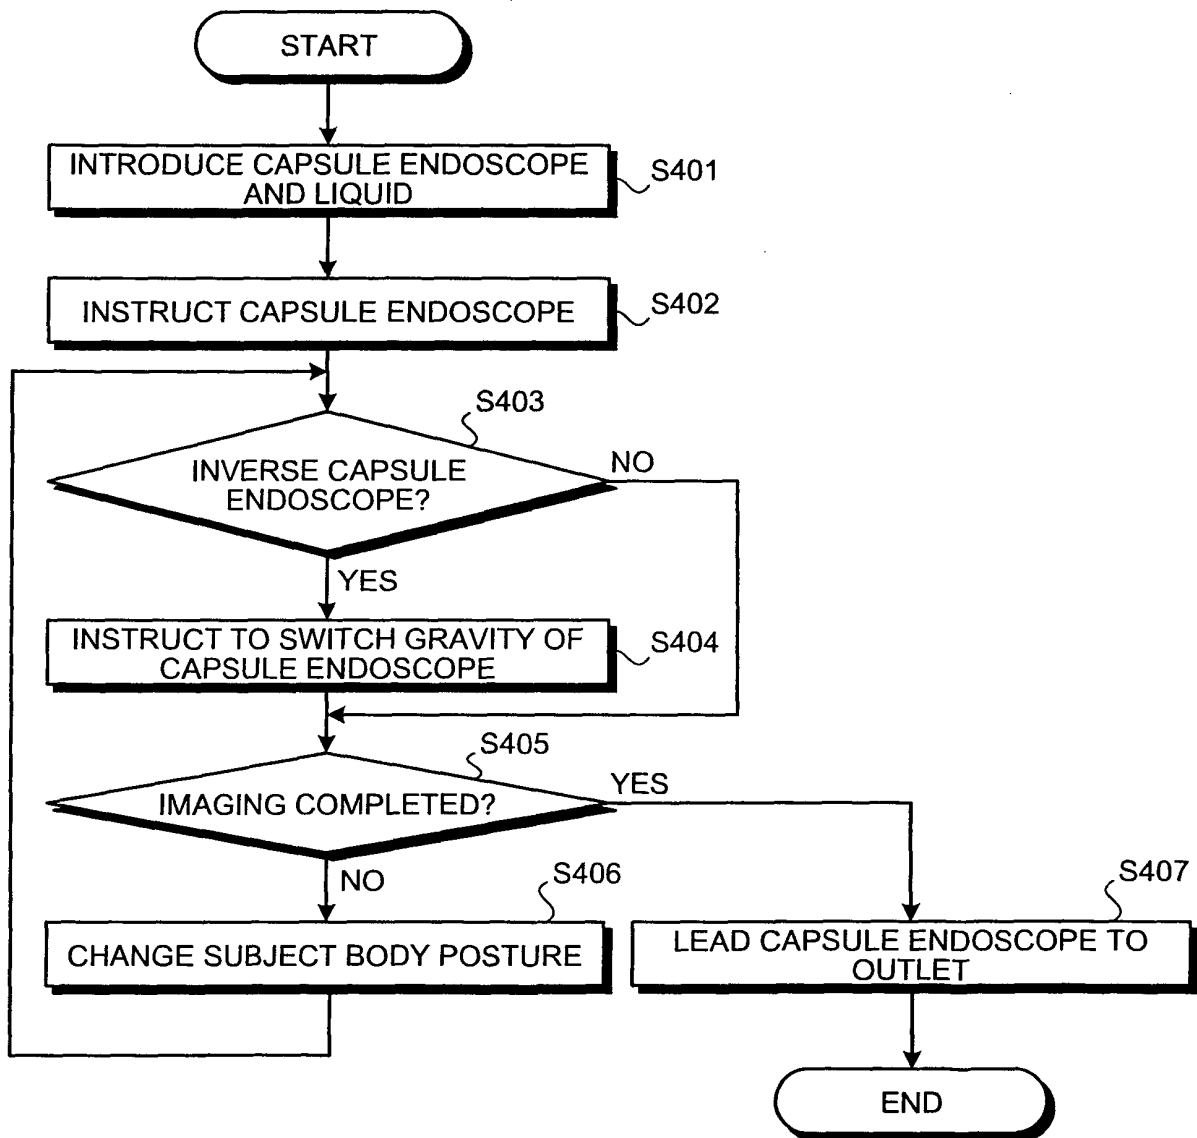 START
INTRODUCE CAPSULE ENDOSCOPE
AND LIQUID
S401
INSTRUCT CAPSULE ENDOSCOPE
S402
S403
INVERSE CAPSULE
ENDOSCOPE?
NO
YES
INSTRUCT TO SWITCH GRAVITY OF
CAPSULE ENDOSCOPE
S404
S405
IMAGING COMPLETED?
YES
NO
S406
CHANGE SUBJECT BODY POSTURE
S407
LEAD CAPSULE ENDOSCOPE TO
OUTLET
END